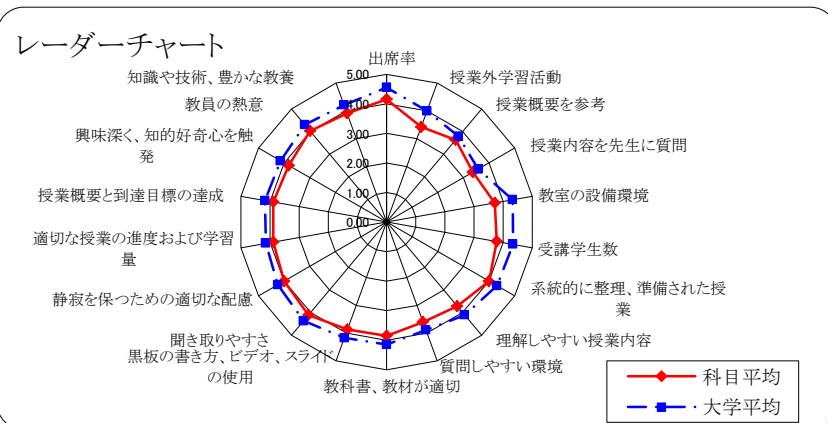 レーダーチャート
出席率
授業外学習活動
授業概要を参考
授業内容を先生に質問
教室の設備環境
受講学生数
系統的に整理、準備された授
業
理解しやすい授業内容
質問しやすい環境
教科書、教材が適切
黒板の書き方、ビデオ、スライド
の使用
聞き取りやすさ
静寂を保つための適切な配慮
適切な授業の進度および学習
量
授業概要と到達目標の達成
興味深く、知的好奇心を触
発
教員の熱意
知識や技術、豊かな教養
5.00
4.00
3.00
2.00
1.00
0.00
科目平均
大学平均